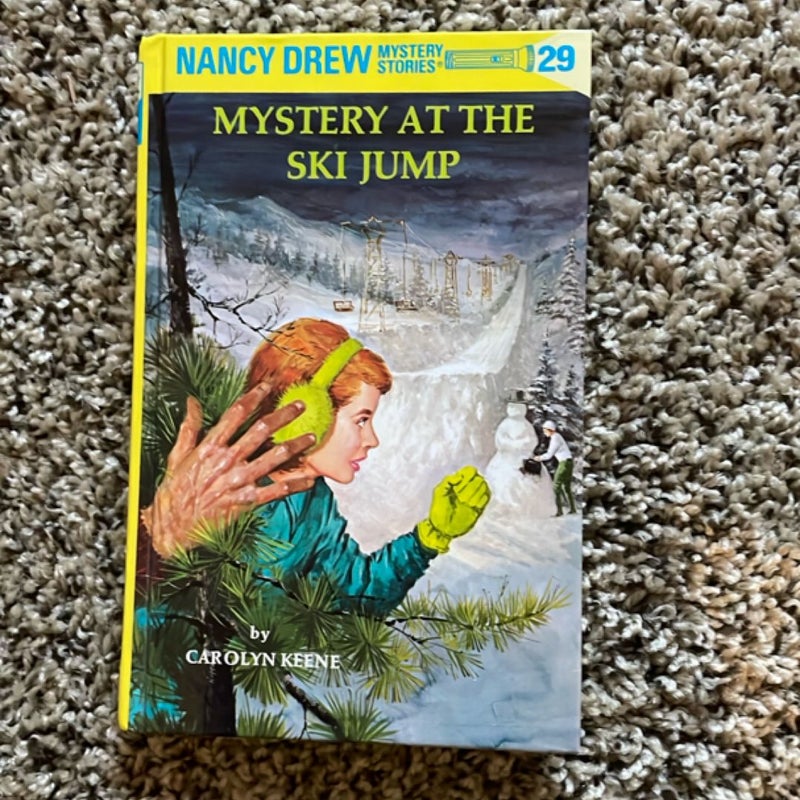 NANCY DREW MYSTERY STORIES® 29
MYSTERY AT THE
SKI JUMP
by
CAROLYN KEENE